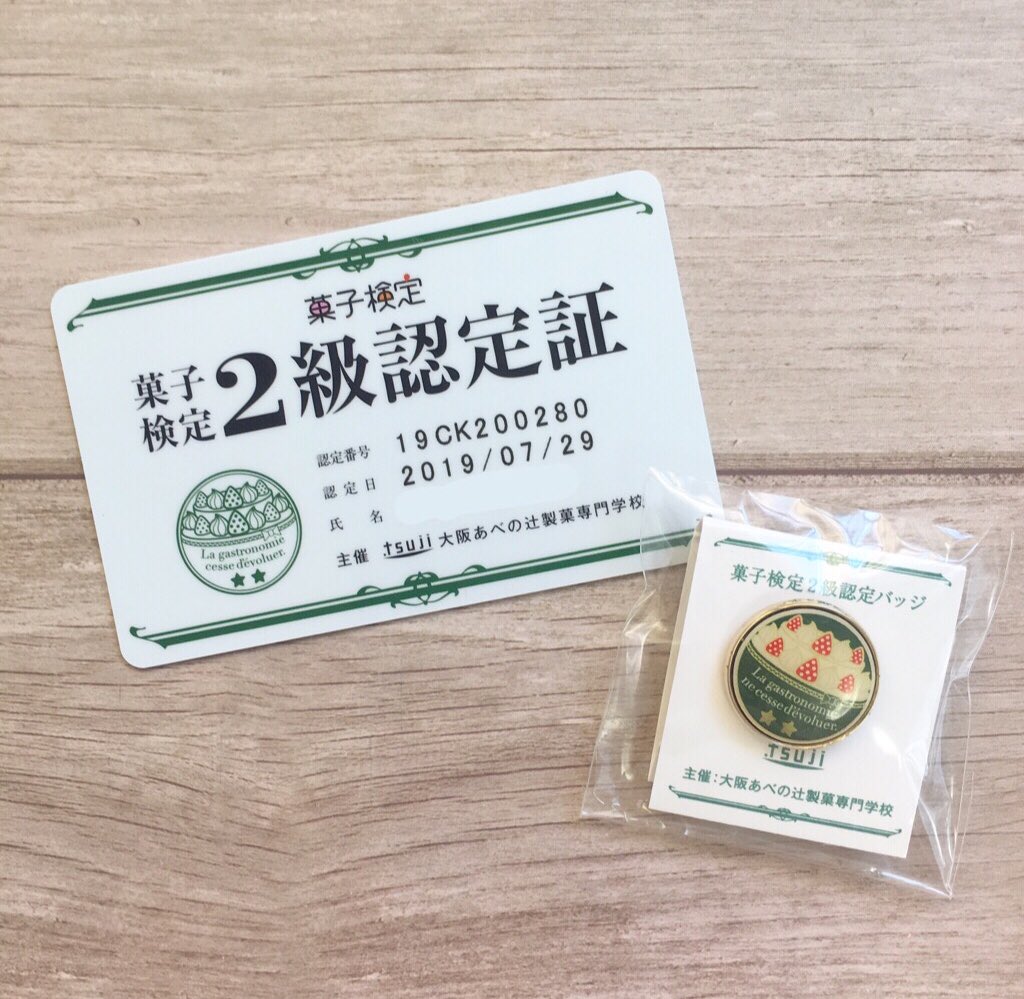 菓子検定
菓子検定 2級認定証
認定番号 19CK200280
認定日 2019/07/29
氏名
主催 tsuji 大阪あべの辻製菓専門学校
La gastronomie
cesse d'évoluer.
菓子検定2級認定バッジ
La gastronomie
ne cesse d'évoluer.
tsuji
主催:大阪あべの辻製菓専門学校